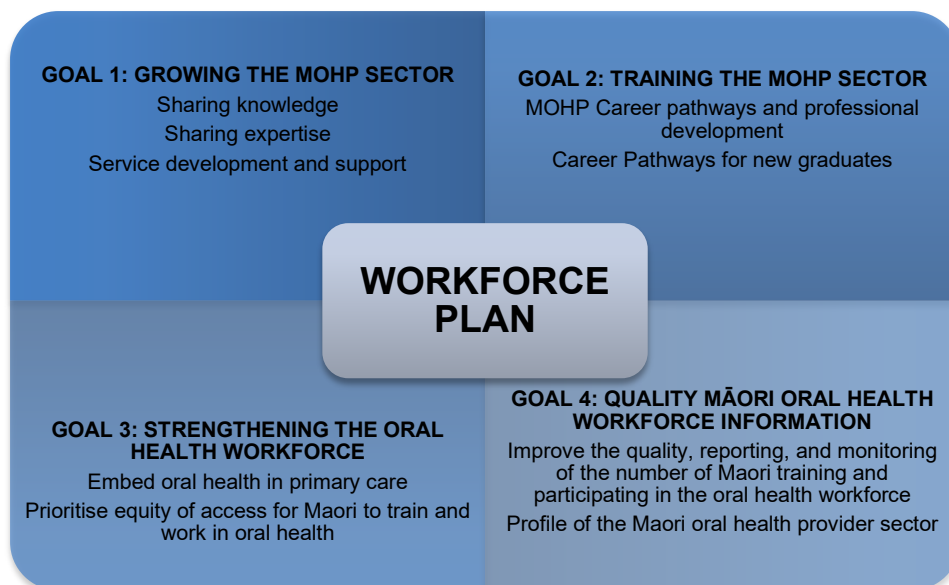 GOAL 1: GROWING THE MOHP SECTOR
Sharing knowledge
Sharing expertise
Service development and support
GOAL 2: TRAINING THE MOHP SECTOR
MOHP Career pathways and professional
development
Career Pathways for new graduates
WORKFORCE
PLAN
GOAL 3: STRENGTHENING THE ORAL
HEALTH WORKFORCE
Embed oral health in primary care
Prioritise equity of access for Maori to train and
work in oral health
GOAL 4: QUALITY MĀORI ORAL HEALTH
WORKFORCE INFORMATION
Improve the quality, reporting, and monitoring
of the number of Maori training and
participating in the oral health workforce
Profile of the Maori oral health provider sector